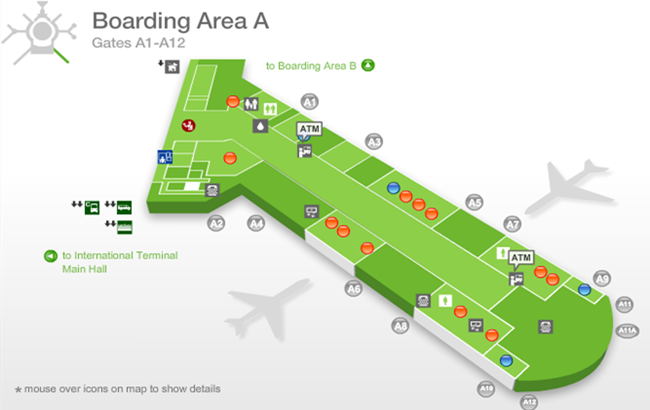 Boarding Area A
Gates A1-A12
to Boarding Area B
A1
ATM
A3
A5
A2
A4
A7
to International Terminal
Main Hall
ATM
A9
A6
A11
A8
A11A
* mouse over icons on map to show details
A10
A12